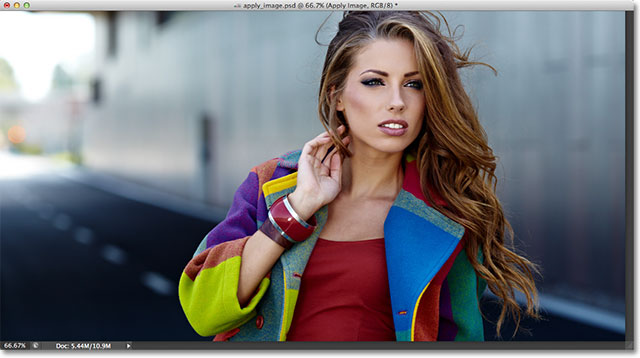 apply_image.psd @ 66.7% (Apply Image, RGB/8) *
66.67%
Doc: 5.44M/10.9M